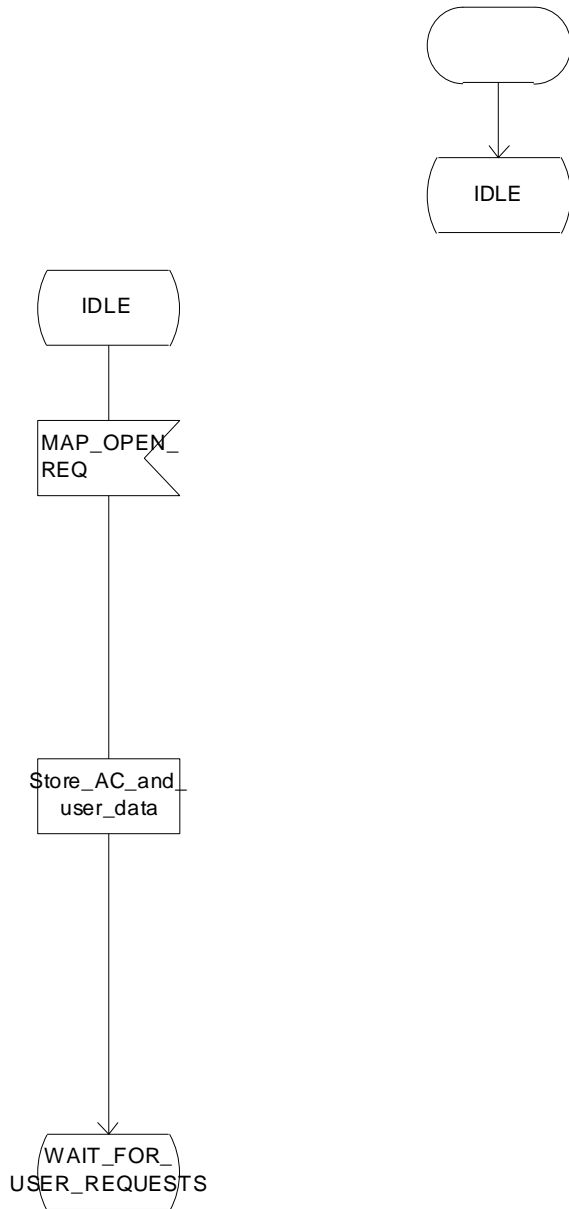 IDLE
IDLE
MAP_OPEN_
REQ
Store_AC_and_
user_data
WAIT_FOR_
USER_REQUESTS